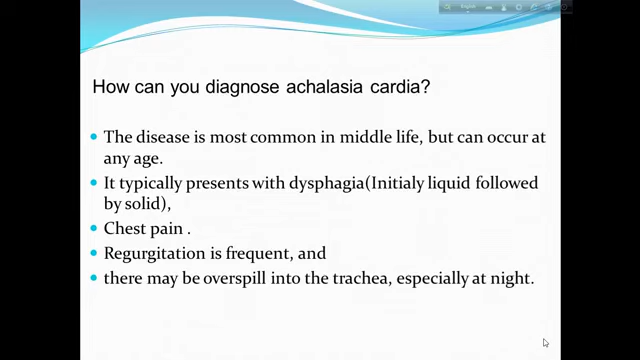 English
How can you diagnose achalasia cardia?
The disease is most common in middle life, but can occur at
any age.
It typically presents with dysphagia(Initialy liquid followed
by solid),
Chest pain .
Regurgitation is frequent, and
there may be overspill into the trachea, especially at night.